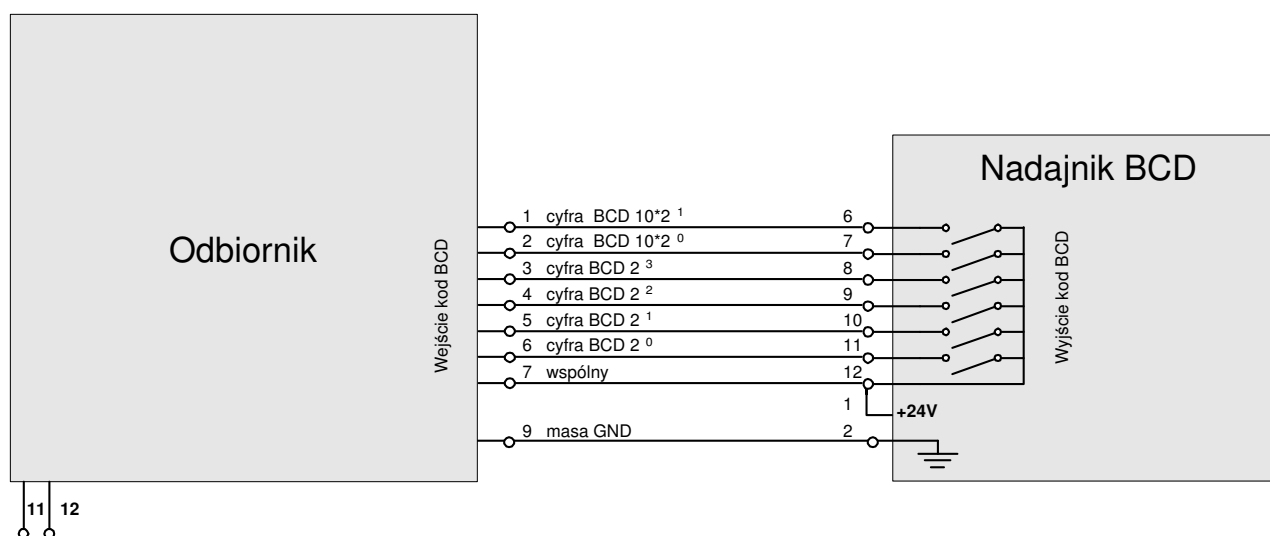 Nadajnik BCD
Odbiornik
Wejście kod BCD
Wyjście kod BCD
1 cyfra BCD 10*2 ¹ 6
2 cyfra BCD 10*2 ⁰ 7
3 cyfra BCD 2 ³ 8
4 cyfra BCD 2 ² 9
5 cyfra BCD 2 ¹ 10
6 cyfra BCD 2 ⁰ 11
7 wspólny 12
1 +24V
9 masa GND 2
11 12